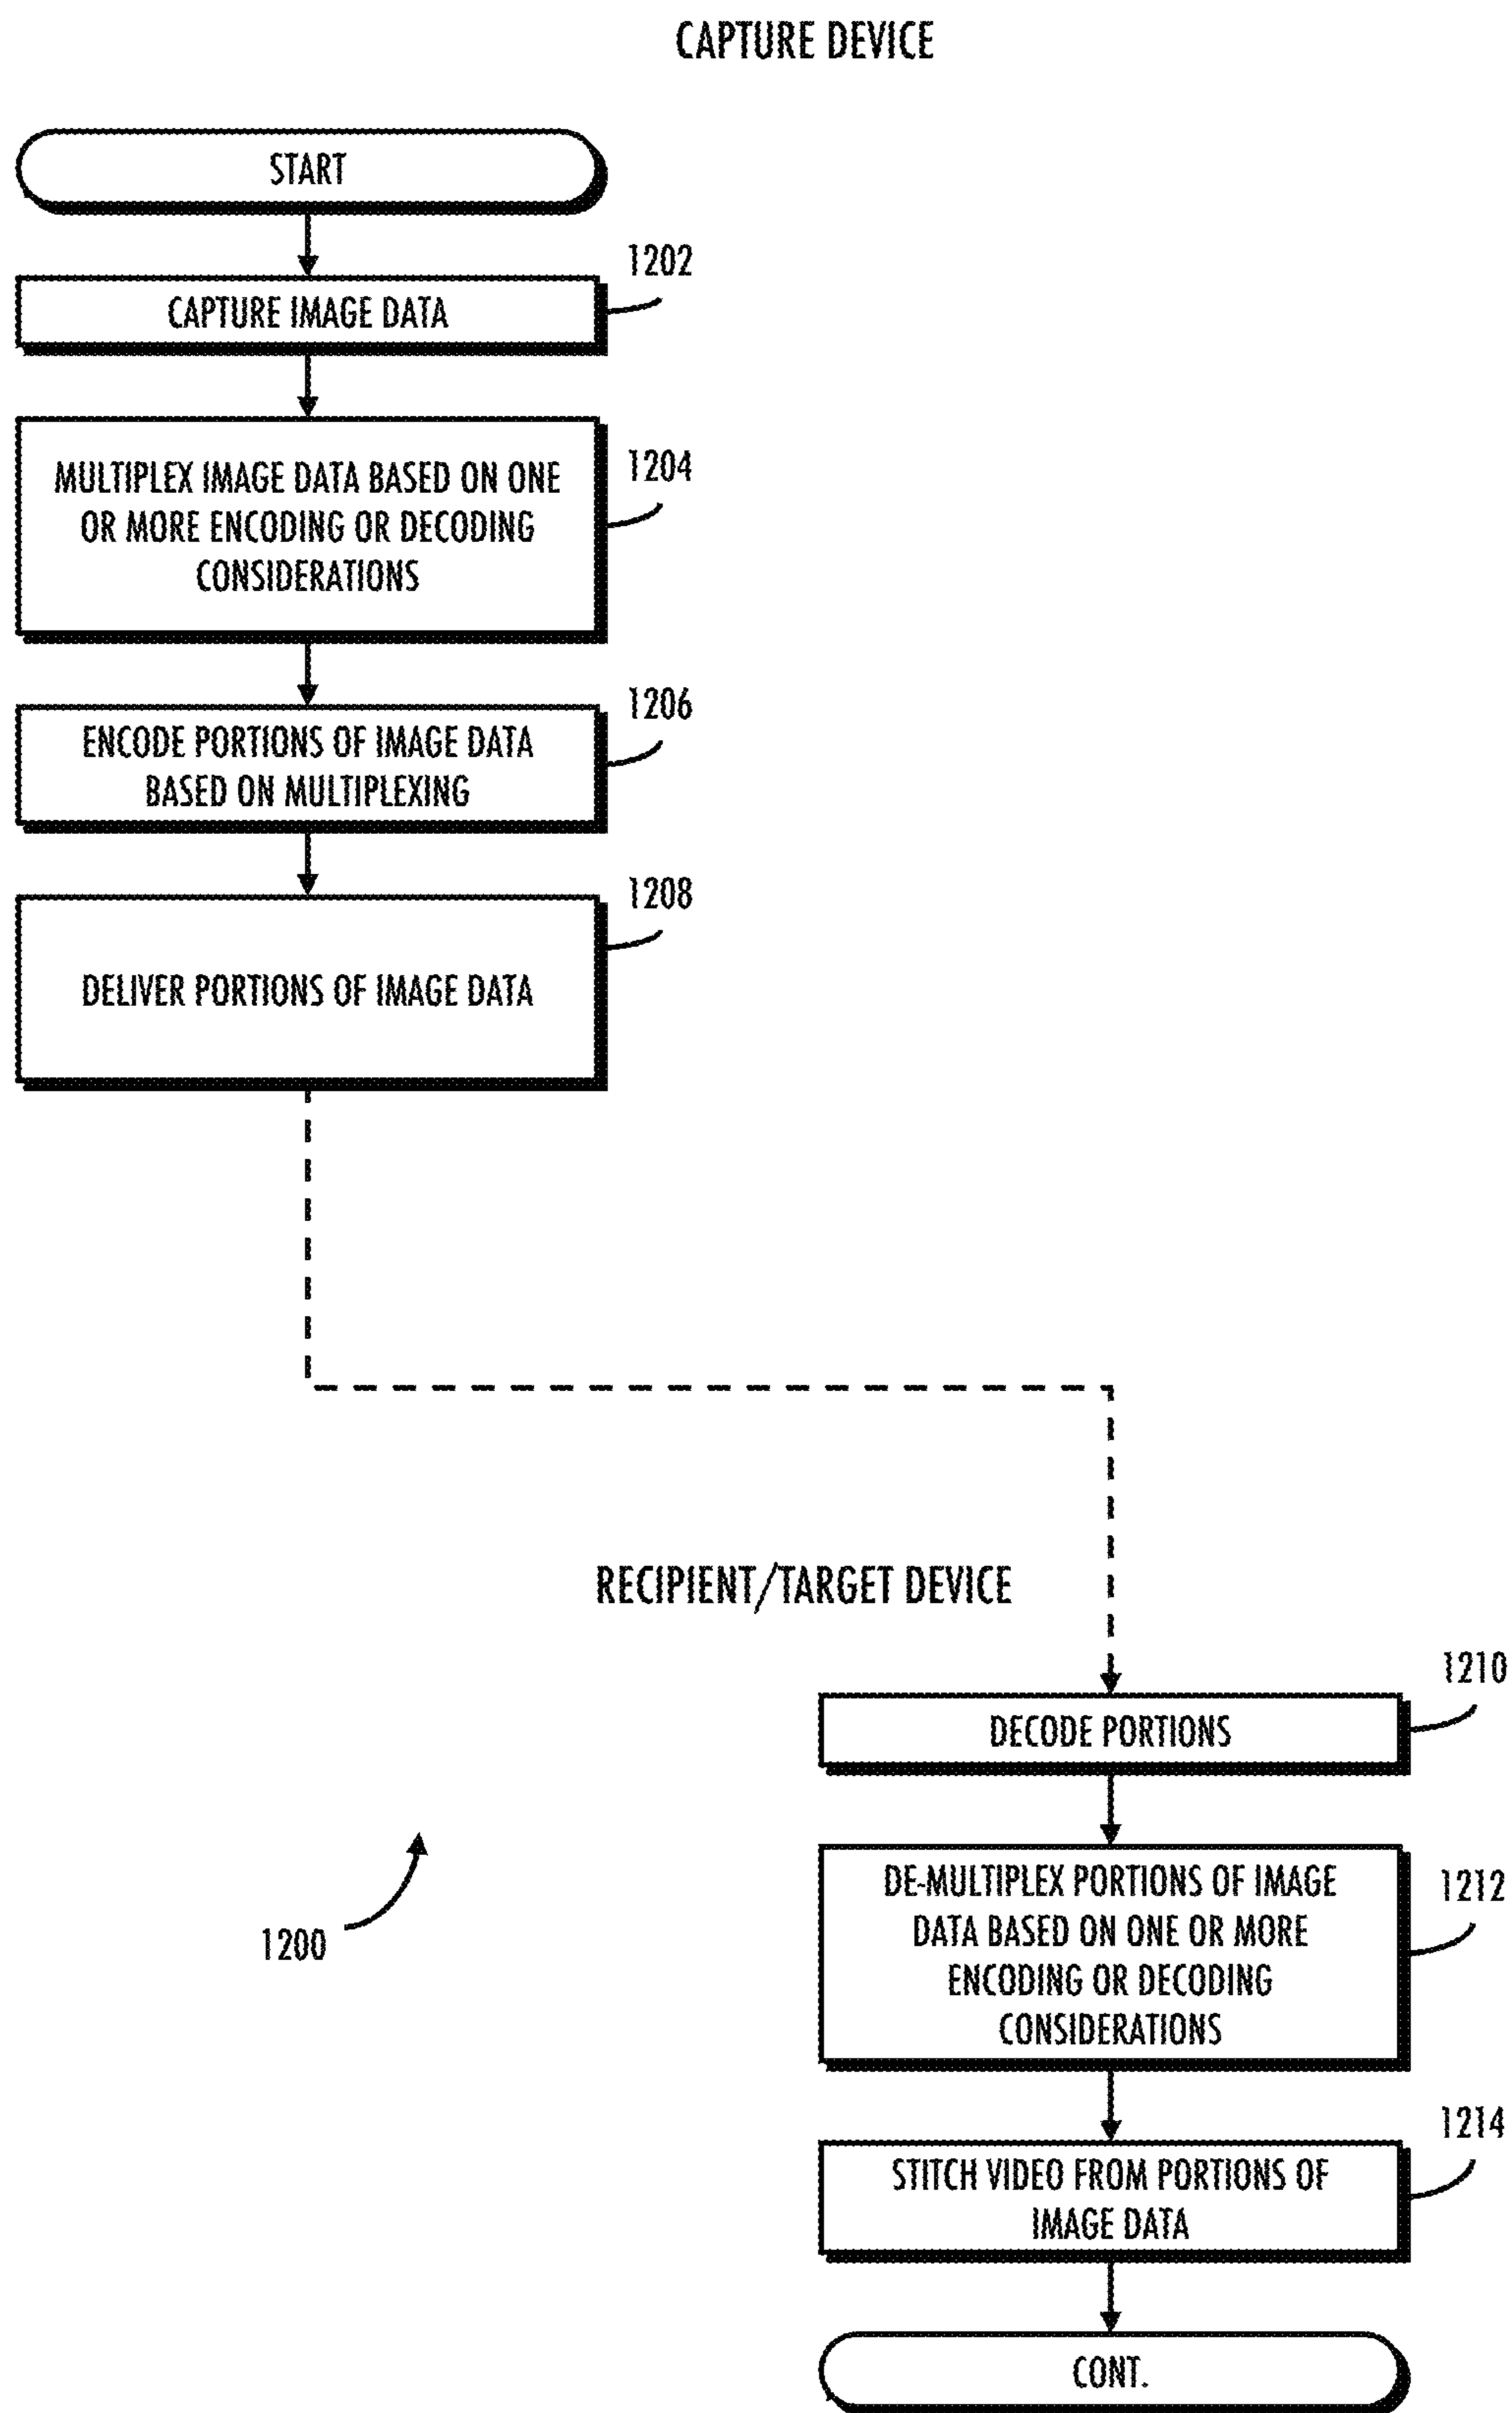 CAPTURE DEVICE
START
1202
CAPTURE IMAGE DATA
1204
MULTIPLEX IMAGE DATA BASED ON ONE
OR MORE ENCODING OR DECODING
CONSIDERATIONS
1206
ENCODE PORTIONS OF IMAGE DATA
BASED ON MULTIPLEXING
1208
DELIVER PORTIONS OF IMAGE DATA
RECIPIENT/TARGET DEVICE
1210
DECODE PORTIONS
1212
DE-MULTIPLEX PORTIONS OF IMAGE
DATA BASED ON ONE OR MORE
ENCODING OR DECODING
CONSIDERATIONS
1200
1214
STITCH VIDEO FROM PORTIONS OF
IMAGE DATA
CONT.